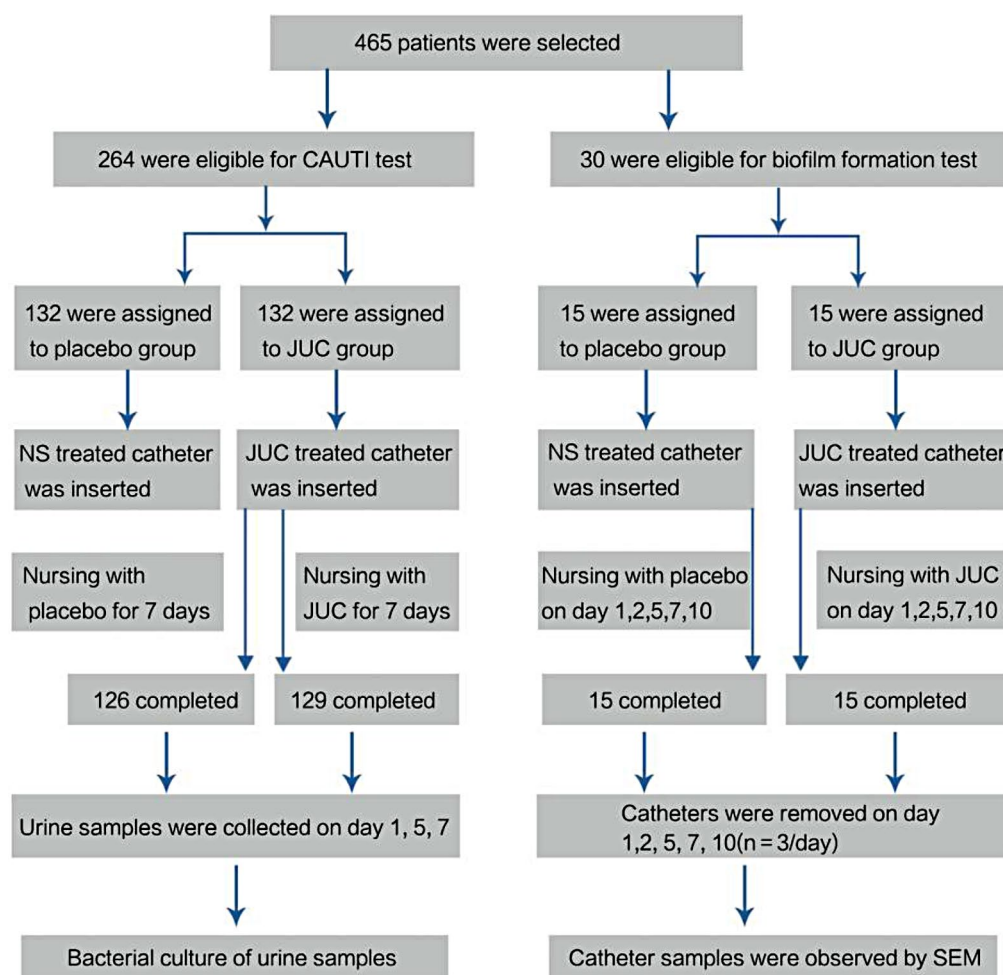 465 patients were selected
264 were eligible for CAUTI test
30 were eligible for biofilm formation test
132 were assigned
to placebo group
132 were assigned
to JUC group
15 were assigned
to placebo group
15 were assigned
to JUC group
NS treated catheter
was inserted
JUC treated catheter
was inserted
NS treated catheter
was inserted
JUC treated catheter
was inserted
Nursing with
placebo for 7 days
Nursing with
JUC for 7 days
Nursing with placebo
on day 1,2,5,7,10
Nursing with JUC
on day 1,2,5,7,10
126 completed
129 completed
15 completed
15 completed
Urine samples were collected on day 1, 5, 7
Catheters were removed on day
1,2, 5, 7, 10(n = 3/day)
Bacterial culture of urine samples
Catheter samples were observed by SEM